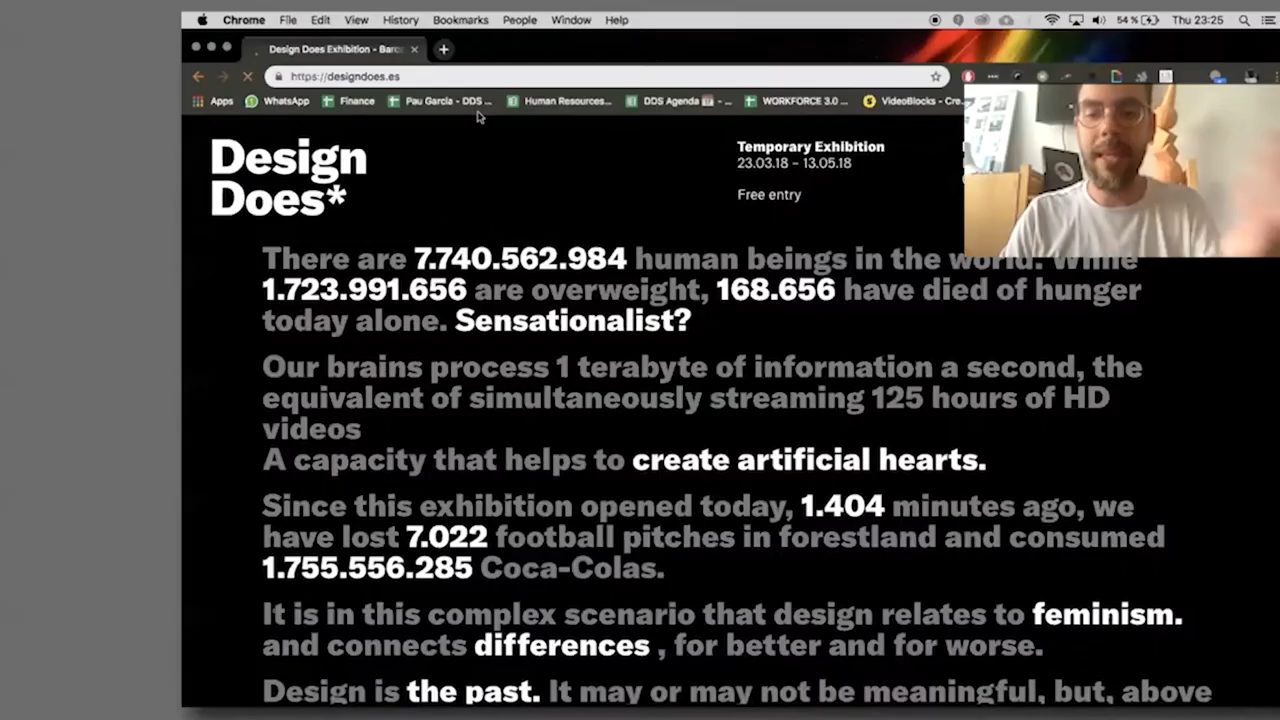 Chrome File Edit View History Bookmarks People Window Help 54 % Thu 23:25
Design Does Exhibition - Barc
https://designdoes.es
Apps WhatsApp Finance Pau Garcia - DDS ... Human Resources... DDS Agenda - ... WORKFORCE 3.0 ... VideoBlocks - Cre...
Design
Does*
Temporary Exhibition
23.03.18 – 13.05.18
Free entry
There are 7.740.562.984 human beings in the world. While
1.723.991.656 are overweight, 168.656 have died of hunger
today alone. Sensationalist?
Our brains process 1 terabyte of information a second, the
equivalent of simultaneously streaming 125 hours of HD
videos
A capacity that helps to create artificial hearts.
Since this exhibition opened today, 1.404 minutes ago, we
have lost 7.022 football pitches in forestland and consumed
1.755.556.285 Coca-Colas.
It is in this complex scenario that design relates to feminism.
and connects differences , for better and for worse.
Design is the past. It may or may not be meaningful, but, above